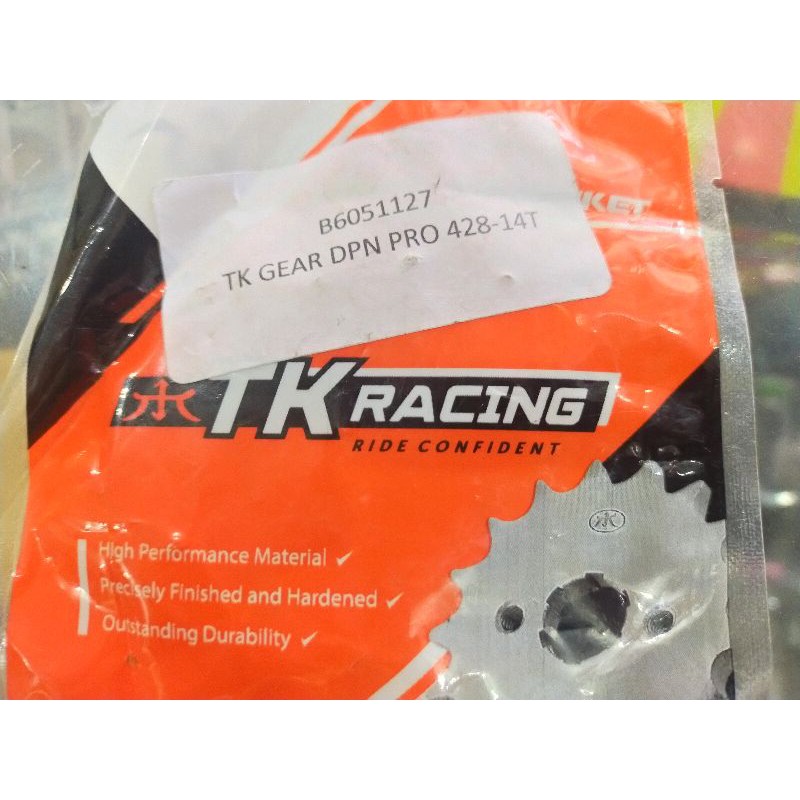 B6051127
TK GEAR DPN PRO 428-14T
TK RACING
RIDE CONFIDENT
High Performance Material ✓
Precisely Finished and Hardened ✓
Outstanding Durability ✓